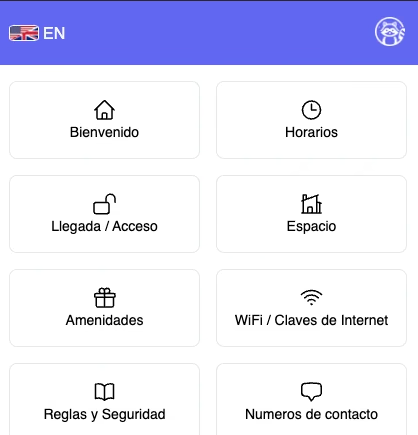 EN
Bienvenido
Horarios
Llegada / Acceso
Espacio
Amenidades
WiFi / Claves de Internet
Reglas y Seguridad
Numeros de contacto